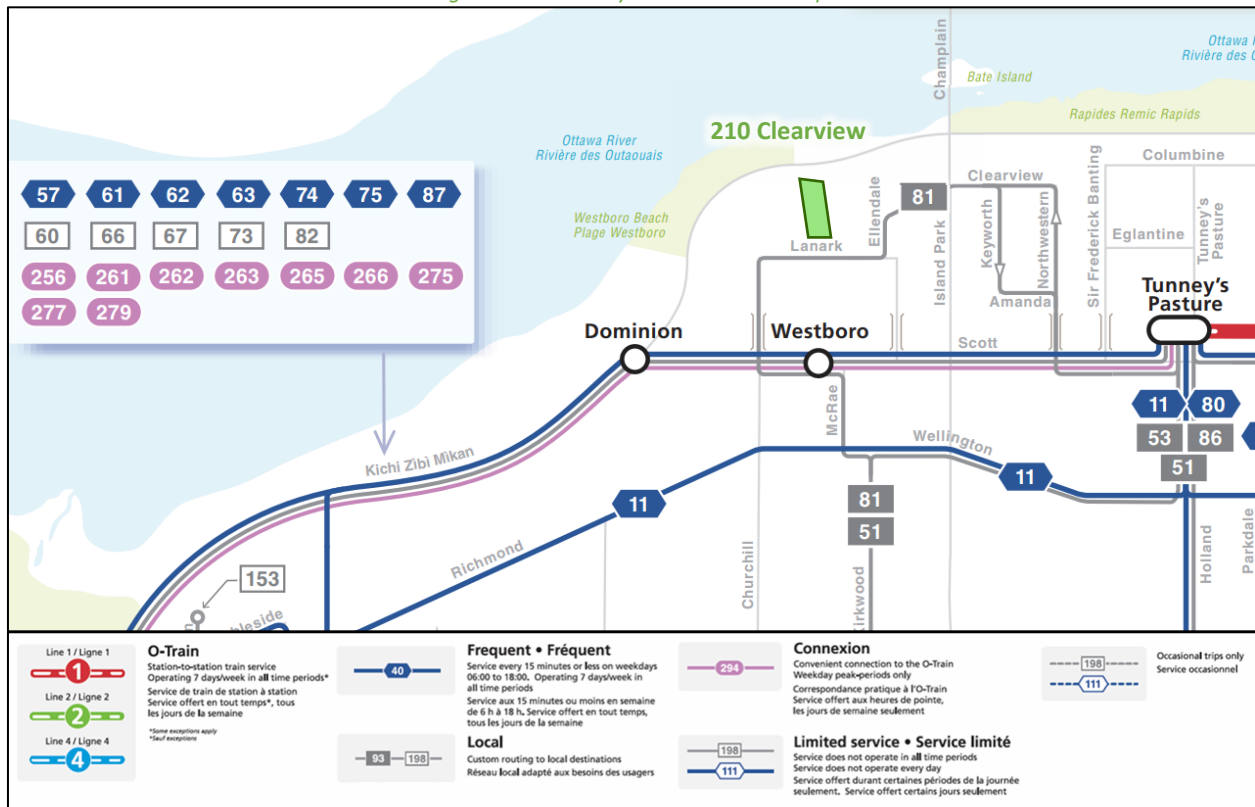 Champlain
Ottawa R
Rivière des O
Bate Island
Rapides Remic Rapids
210 Clearview
Ottawa River
Rivière des Outaouais
Columbine
Clearview
Sir Frederick Banting
Tunney's
Pasture
Ellendale
81
Island Park
Keyworth
Northwestern
Eglantine
Westboro Beach
Plage Westboro
Lanark
Amanda
57 61 62 63 74 75 87
60 66 67 73 82
256 261 262 263 265 266 275
277 279
Tunney's
Pasture
Dominion
Westboro
Scott
McRae
11 80
53 86
51
Wellington
Kichi Zìbì Mìkan
11
11
81
51
Richmond
Churchill
Kirkwood
Holland
Parkdale
153
bleside
Line 1 / Ligne 1
1
Line 2 / Ligne 2
2
Line 4 / Ligne 4
4
O-Train
Station-to-station train service
Operating 7 days/week in all time periods*
Service de train de station à station
Service offert en tout temps*, tous
les jours de la semaine
*Some exceptions apply
*Sauf exceptions
40
Frequent • Fréquent
Service every 15 minutes or less on weekdays
06:00 to 18:00. Operating 7 days/week in
all time periods
Service aux 15 minutes ou moins en semaine
de 6 h à 18 h. Service offert en tout temps,
tous les jours de la semaine
93 198
Local
Custom routing to local destinations
Réseau local adapté aux besoins des usagers
294
Connexion
Convenient connection to the O-Train
Weekday peak-periods only
Correspondance pratique à l'O-Train
Service offert aux heures de pointe,
les jours de semaine seulement
198
111
Limited service • Service limité
Service does not operate in all time periods
Service does not operate every day
Service offert durant certaines périodes de la journée
seulement. Service offert certains jours seulement
198
111
Occasional trips only
Service occasionnel